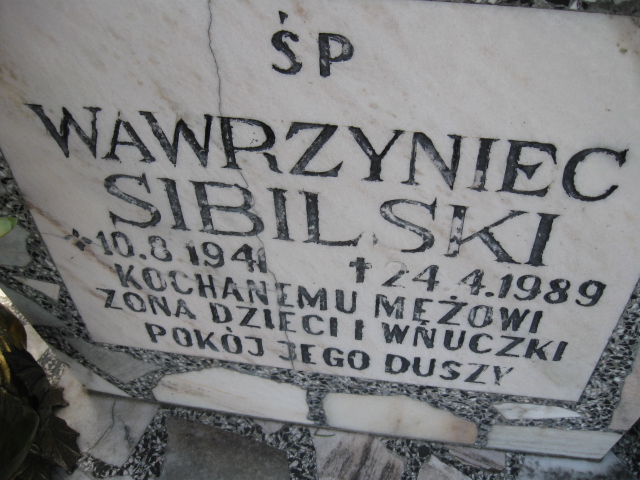 ŚP
WAWRZYNIEC
SIBILSKI
* 10.8.1941 † 24.4.1989
KOCHANEMU MĘŻOWI
ŻONA DZIECI I WNUCZKI
POKÓJ JEGO DUSZY